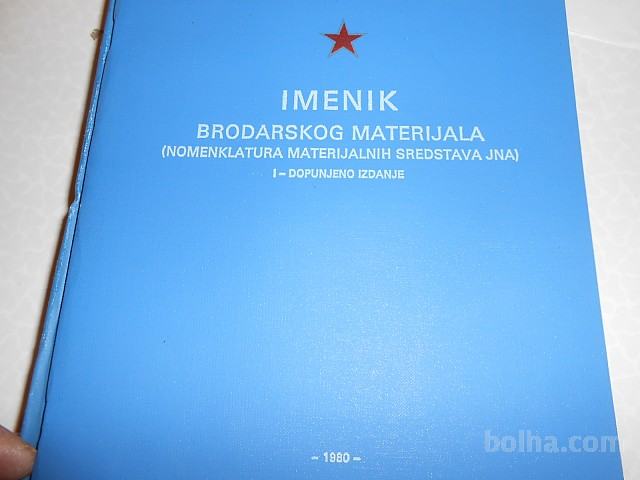 IMENIK
BRODARSKOG MATERIJALA
(NOMENKLATURA MATERIJALNIH SREDSTAVA JNA)
I – DOPUNJENO IZDANJE
– 1980 –
bolha.com